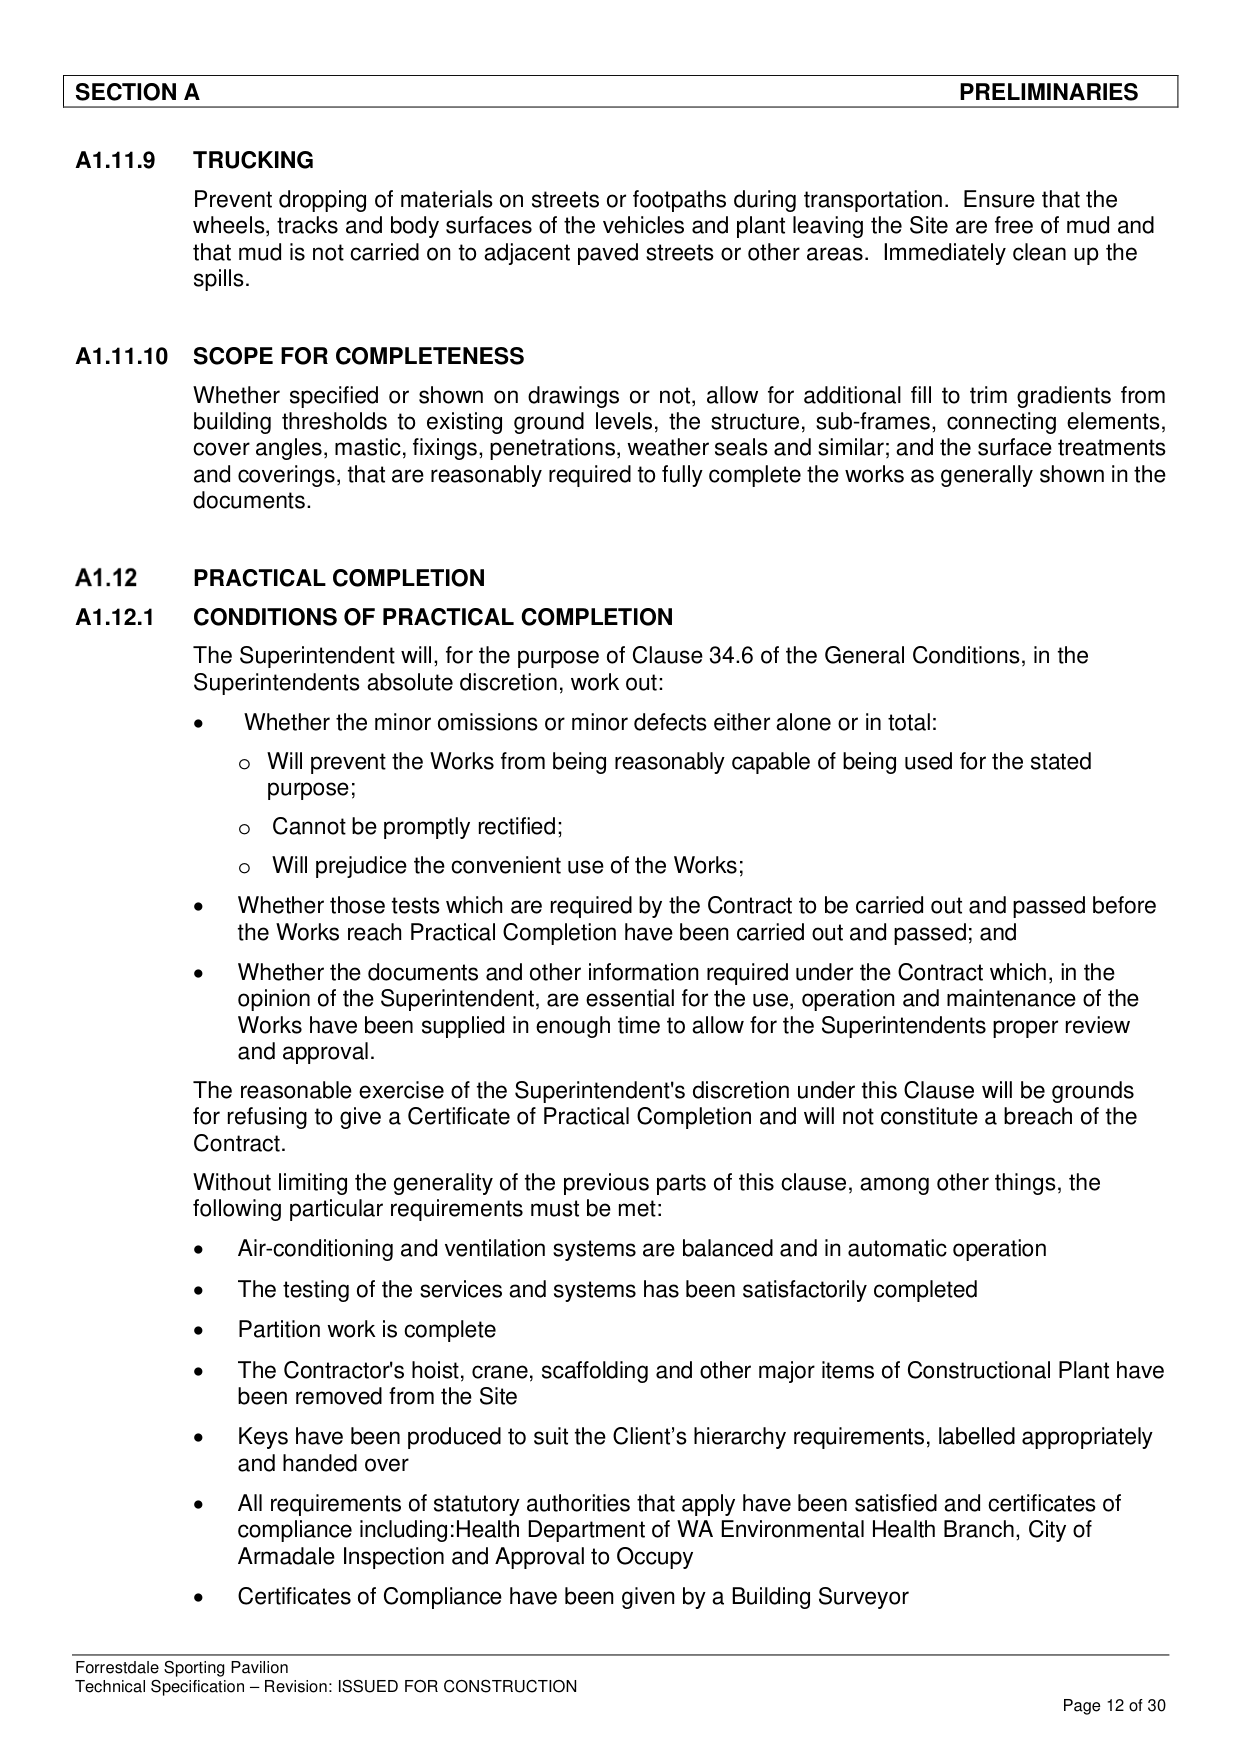 SECTION A PRELIMINARIES
A1.11.9 TRUCKING
Prevent dropping of materials on streets or footpaths during transportation.  Ensure that the
wheels, tracks and body surfaces of the vehicles and plant leaving the Site are free of mud and
that mud is not carried on to adjacent paved streets or other areas.  Immediately clean up the
spills.
A1.11.10 SCOPE FOR COMPLETENESS
Whether specified or shown on drawings or not, allow for additional fill to trim gradients from
building thresholds to existing ground levels, the structure, sub-frames, connecting elements,
cover angles, mastic, fixings, penetrations, weather seals and similar; and the surface treatments
and coverings, that are reasonably required to fully complete the works as generally shown in the
documents.
A1.12 PRACTICAL COMPLETION
A1.12.1 CONDITIONS OF PRACTICAL COMPLETION
The Superintendent will, for the purpose of Clause 34.6 of the General Conditions, in the
Superintendents absolute discretion, work out:
• Whether the minor omissions or minor defects either alone or in total:
o Will prevent the Works from being reasonably capable of being used for the stated
purpose;
o Cannot be promptly rectified;
o Will prejudice the convenient use of the Works;
• Whether those tests which are required by the Contract to be carried out and passed before
the Works reach Practical Completion have been carried out and passed; and
• Whether the documents and other information required under the Contract which, in the
opinion of the Superintendent, are essential for the use, operation and maintenance of the
Works have been supplied in enough time to allow for the Superintendents proper review
and approval.
The reasonable exercise of the Superintendent's discretion under this Clause will be grounds
for refusing to give a Certificate of Practical Completion and will not constitute a breach of the
Contract.
Without limiting the generality of the previous parts of this clause, among other things, the
following particular requirements must be met:
• Air-conditioning and ventilation systems are balanced and in automatic operation
• The testing of the services and systems has been satisfactorily completed
• Partition work is complete
• The Contractor's hoist, crane, scaffolding and other major items of Constructional Plant have
been removed from the Site
• Keys have been produced to suit the Client’s hierarchy requirements, labelled appropriately
and handed over
• All requirements of statutory authorities that apply have been satisfied and certificates of
compliance including:Health Department of WA Environmental Health Branch, City of
Armadale Inspection and Approval to Occupy
• Certificates of Compliance have been given by a Building Surveyor
Forrestdale Sporting Pavilion
Technical Specification – Revision: ISSUED FOR CONSTRUCTION
Page 12 of 30